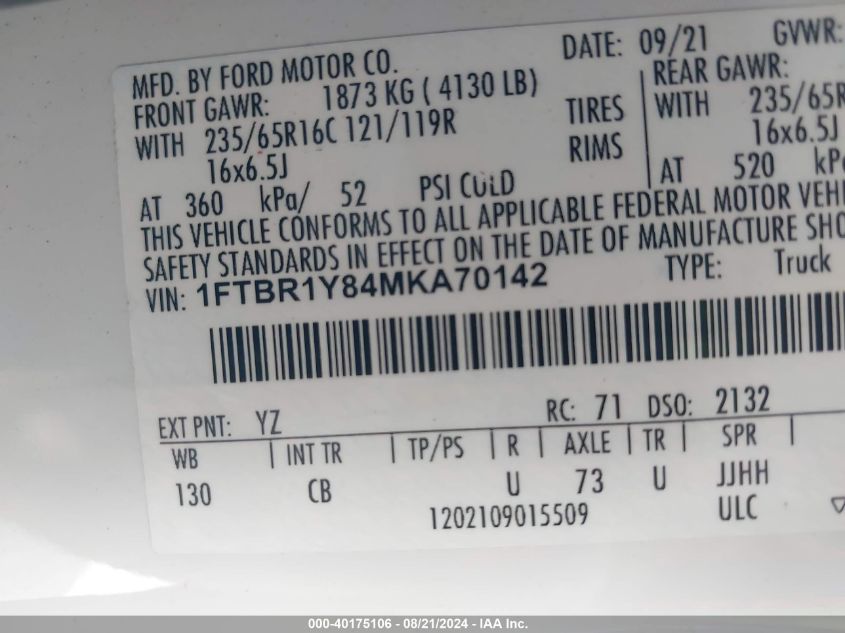 DATE: 09/21 GVWR:
MFD. BY FORD MOTOR CO.
FRONT GAWR: 1873 KG ( 4130 LB) REAR GAWR:
WITH 235/65R16C 121/119R TIRES WITH 235/65R
16x6.5J RIMS 16x6.5J
AT 360 kPa/ 52 PSI COLD AT 520 kPa
THIS VEHICLE CONFORMS TO ALL APPLICABLE FEDERAL MOTOR VEHI
SAFETY STANDARDS IN EFFECT ON THE DATE OF MANUFACTURE SHO
VIN: 1FTBR1Y84MKA70142 TYPE: Truck
EXT PNT: YZ RC: 71 DSO: 2132
WB | INT TR | TP/PS | R | AXLE | TR | SPR |
130 CB U 73 U JJHH
1202109015509 ULC
000-40175106 - 08/21/2024 - IAA Inc.